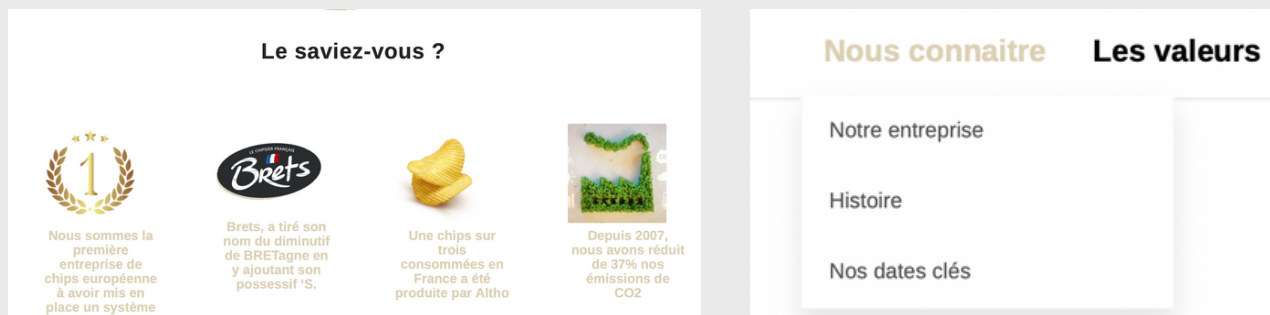 Le saviez-vous ?
1
LE CHIPSIER FRANÇAIS
Brets
Nous sommes la
première
entreprise de
chips européenne
à avoir mis en
place un système
Brets, a tiré son
nom du diminutif
de BRETagne en
y ajoutant son
possessif ‘S.
Une chips sur
trois
consommées en
France a été
produite par Altho
Depuis 2007,
nous avons réduit
de 37% nos
émissions de
CO2
Nous connaitre Les valeurs
Notre entreprise
Histoire
Nos dates clés